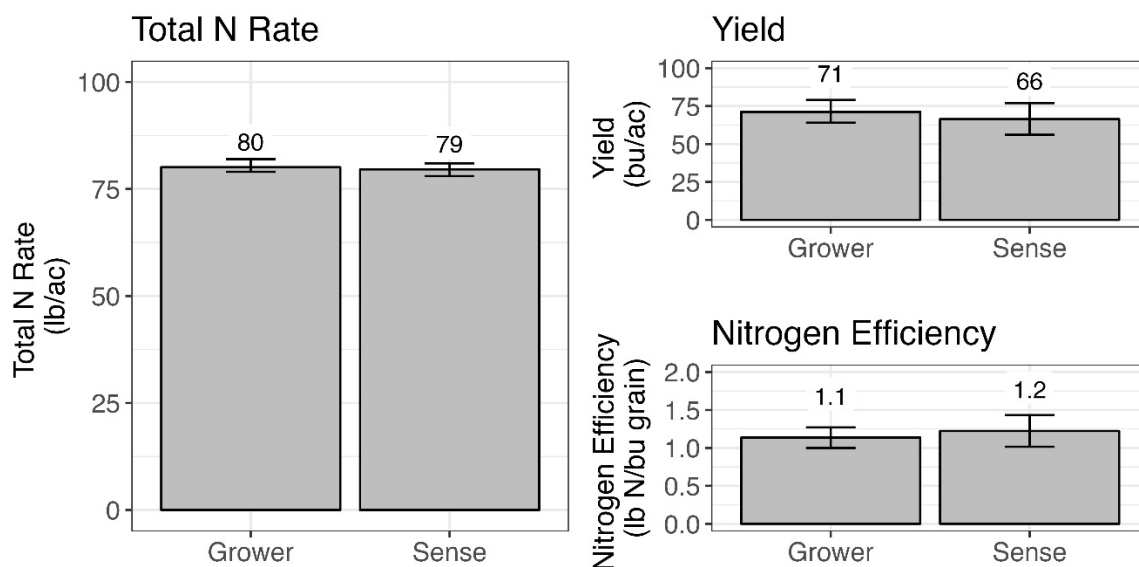 Total N Rate
Total N Rate
(lb/ac)
100
75
50
25
0
80
79
Grower
Sense
Yield
Yield
(bu/ac)
100
75
50
25
0
71
66
Grower
Sense
Nitrogen Efficiency
Nitrogen Efficiency
(lb N/bu grain)
2.0
1.5
1.0
0.5
0.0
1.1
1.2
Grower
Sense